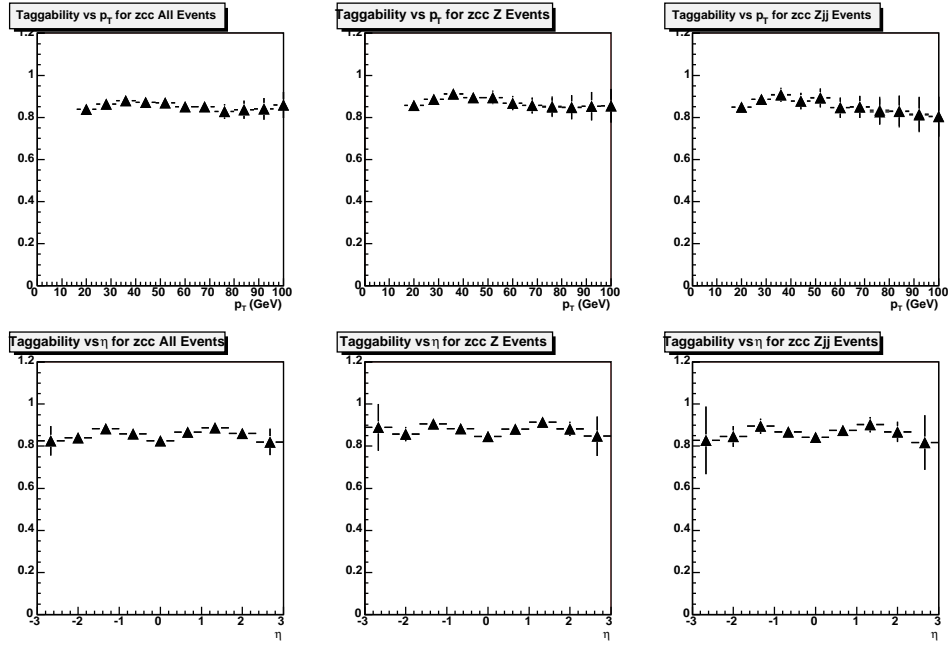 Taggability vs p_T for zcc All Events
1.2
1
0.8
0.6
0.4
0.2
0
0 10 20 30 40 50 60 70 80 90 100
p_T (GeV)
Taggability vs p_T for zcc Z Events
1.2
1
0.8
0.6
0.4
0.2
0
0 10 20 30 40 50 60 70 80 90 100
p_T (GeV)
Taggability vs p_T for zcc Zjj Events
1.2
1
0.8
0.6
0.4
0.2
0
0 10 20 30 40 50 60 70 80 90 100
p_T (GeV)
Taggability vs η for zcc All Events
1.2
1
0.8
0.6
0.4
0.2
0
-3 -2 -1 0 1 2 3
η
Taggability vs η for zcc Z Events
1.2
1
0.8
0.6
0.4
0.2
0
-3 -2 -1 0 1 2 3
η
Taggability vs η for zcc Zjj Events
1.2
1
0.8
0.6
0.4
0.2
0
-3 -2 -1 0 1 2 3
η